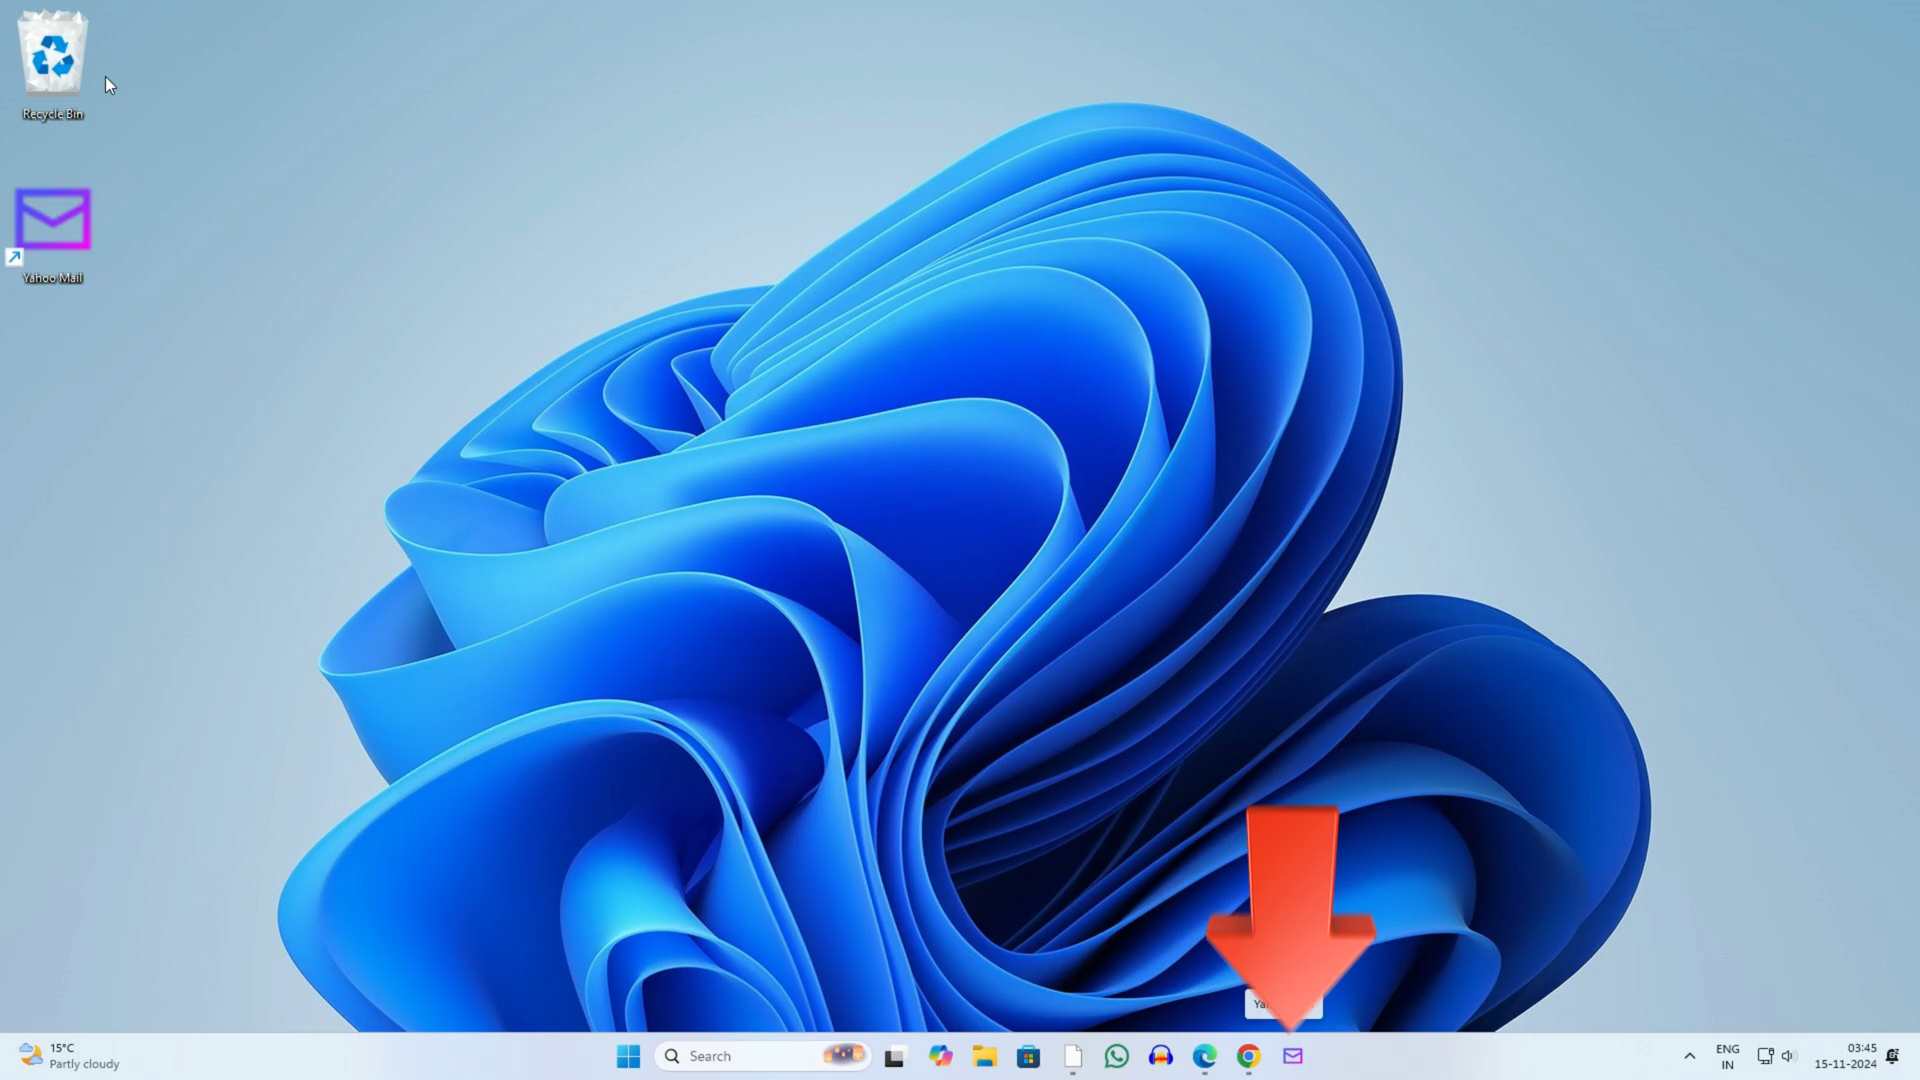 Recycle Bin
Yahoo Mail
15°C
Partly cloudy
Search
ENG
IN
03:45
15-11-2024